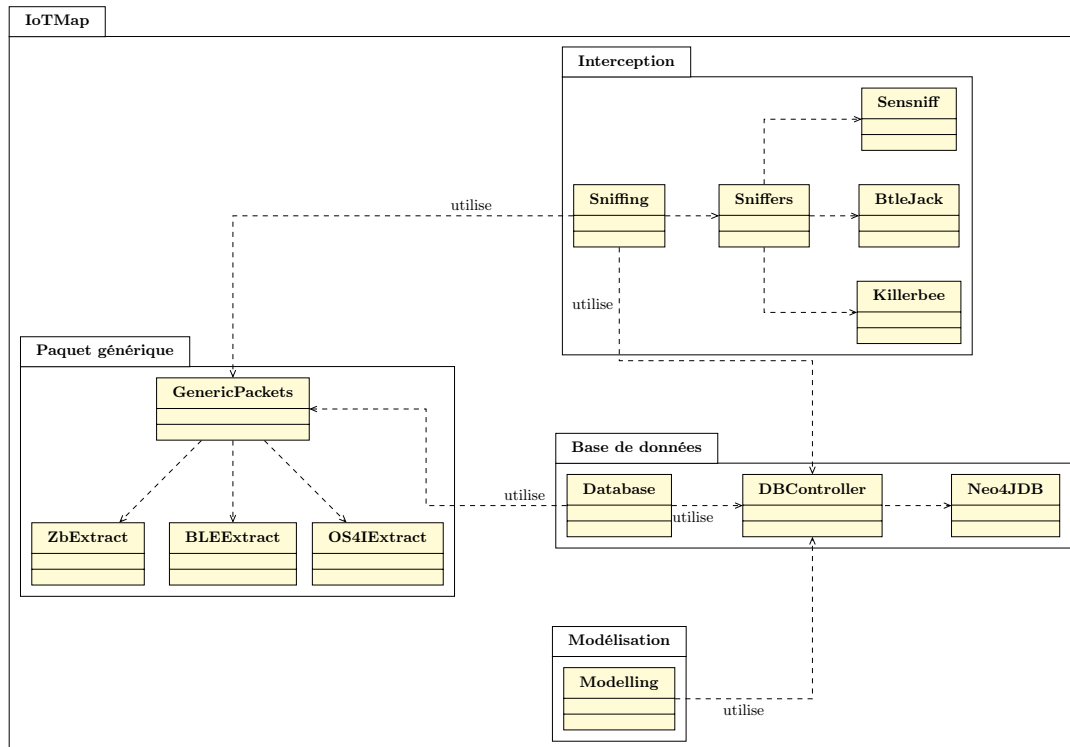 IoTMap
Interception
Sensniff
Sniffing
Sniffers
BtleJack
utilise
utilise
Killerbee
Paquet générique
GenericPackets
Base de données
Database
DBController
Neo4JDB
utilise
utilise
ZbExtract
BLEExtract
OS4IExtract
Modélisation
Modelling
utilise